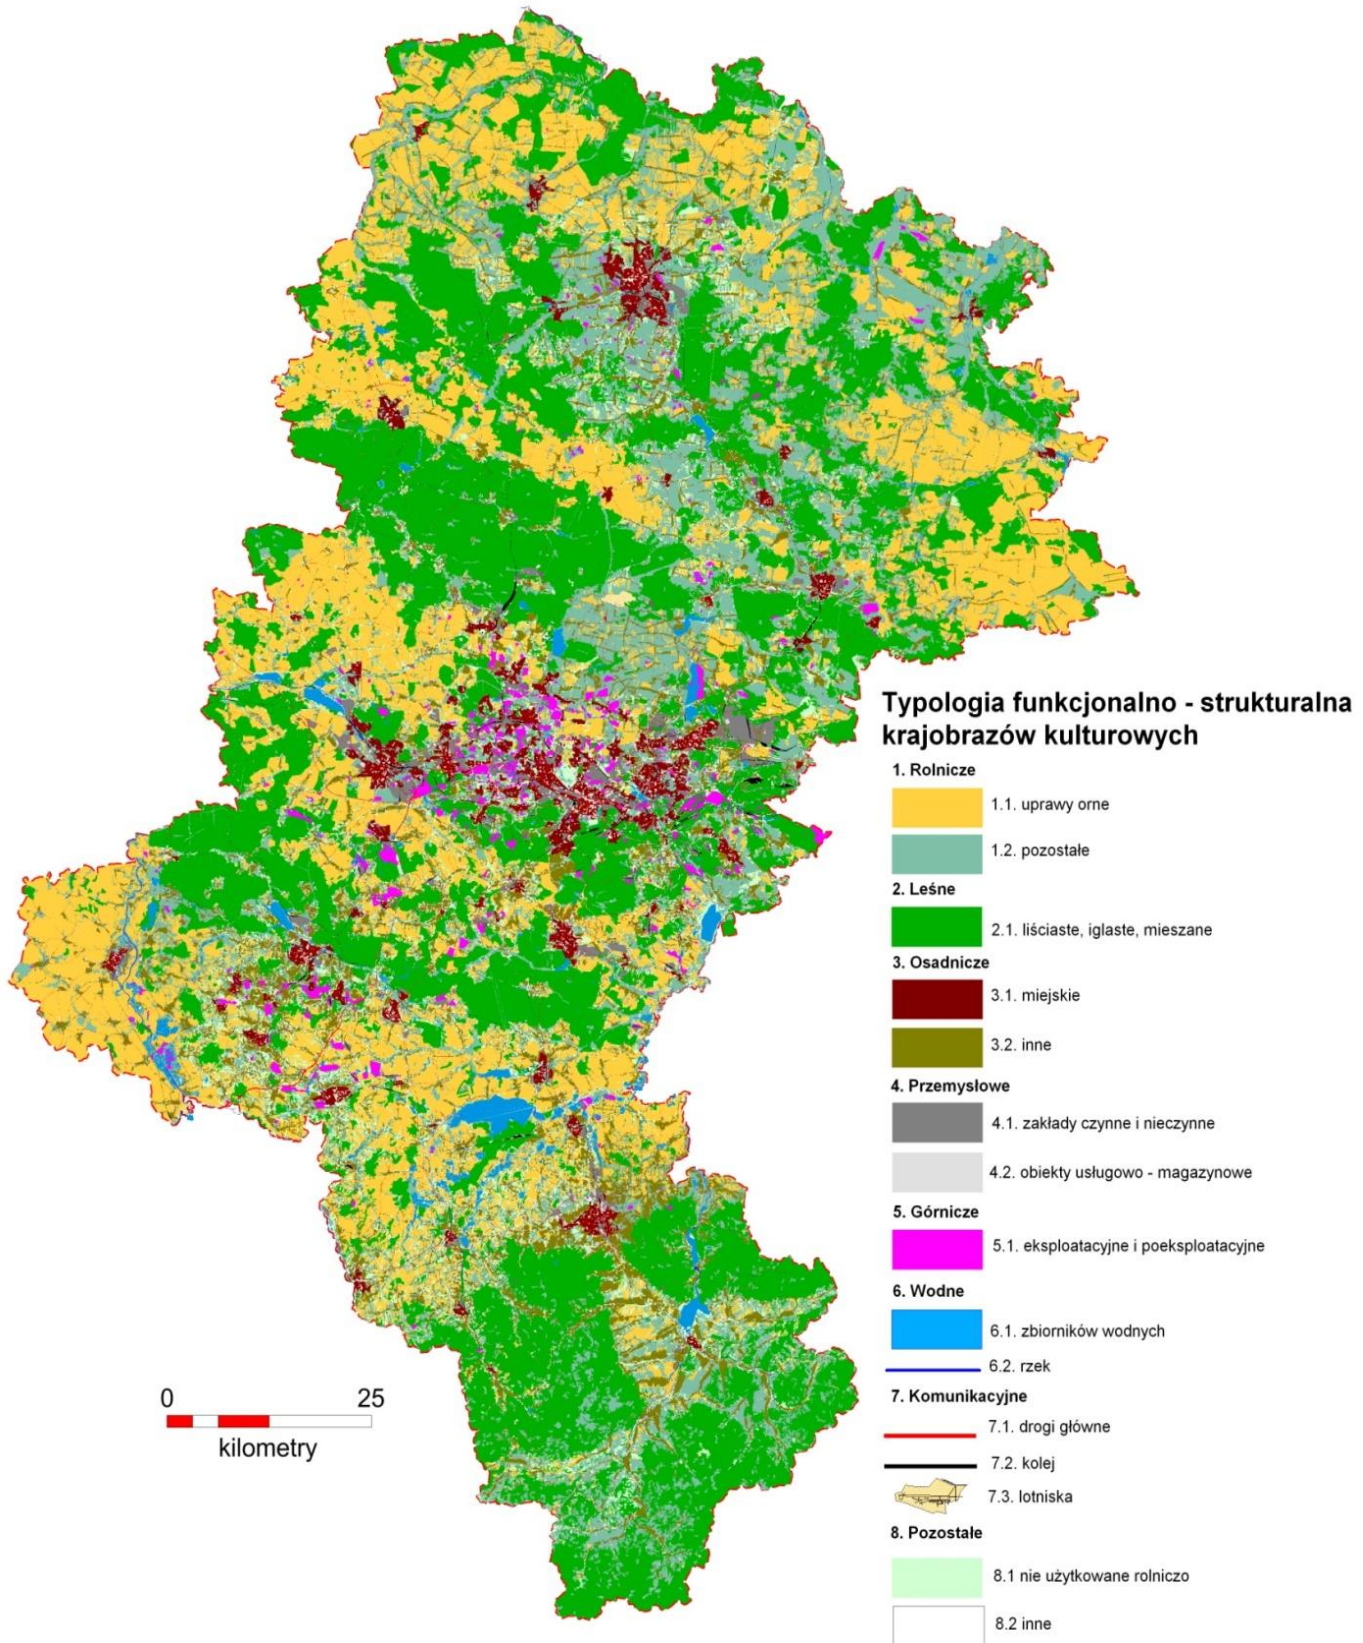 Typologia funkcjonalno - strukturalna
krajobrazów kulturowych
1. Rolnicze
1.1. uprawy orne
1.2. pozostałe
2. Leśne
2.1. liściaste, iglaste, mieszane
3. Osadnicze
3.1. miejskie
3.2. inne
4. Przemysłowe
4.1. zakłady czynne i nieczynne
4.2. obiekty usługowo - magazynowe
5. Górnicze
5.1. eksploatacyjne i poeksploatacyjne
6. Wodne
6.1. zbiorników wodnych
6.2. rzek
7. Komunikacyjne
7.1. drogi główne
7.2. kolej
7.3. lotniska
8. Pozostałe
8.1 nie użytkowane rolniczo
8.2 inne
0 25
kilometry